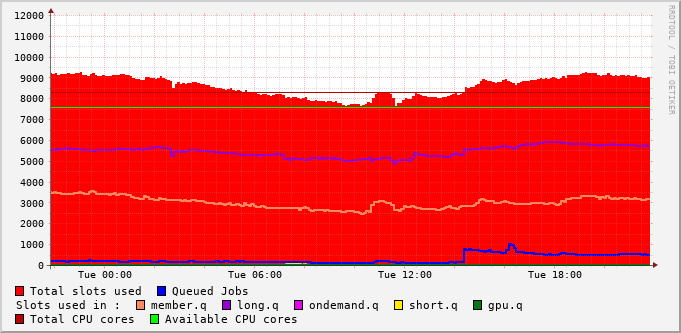 RRDTOOL / TOBI OETIKER
12000
11000
10000
9000
8000
7000
6000
5000
4000
3000
2000
1000
0
Tue 00:00 Tue 06:00 Tue 12:00 Tue 18:00
Total slots used Queued Jobs
Slots used in : member.q long.q ondemand.q short.q gpu.q
Total CPU cores Available CPU cores